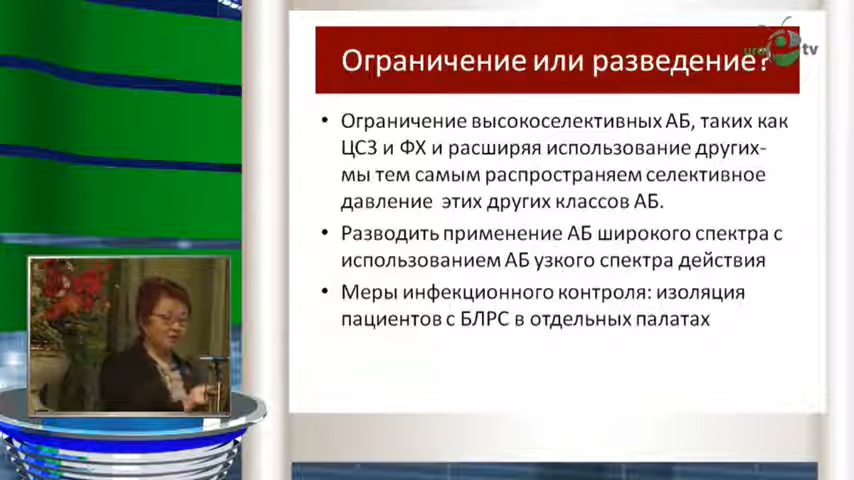 Ограничение или разведение?
• Ограничение высокоселективных АБ, таких как
ЦС3 и ФХ и расширяя использование других-
мы тем самым распространяем селективное
давление этих других классов АБ.
• Разводить применение АБ широкого спектра с
использованием АБ узкого спектра действия
• Меры инфекционного контроля: изоляция
пациентов с БЛРС в отдельных палатах
tv